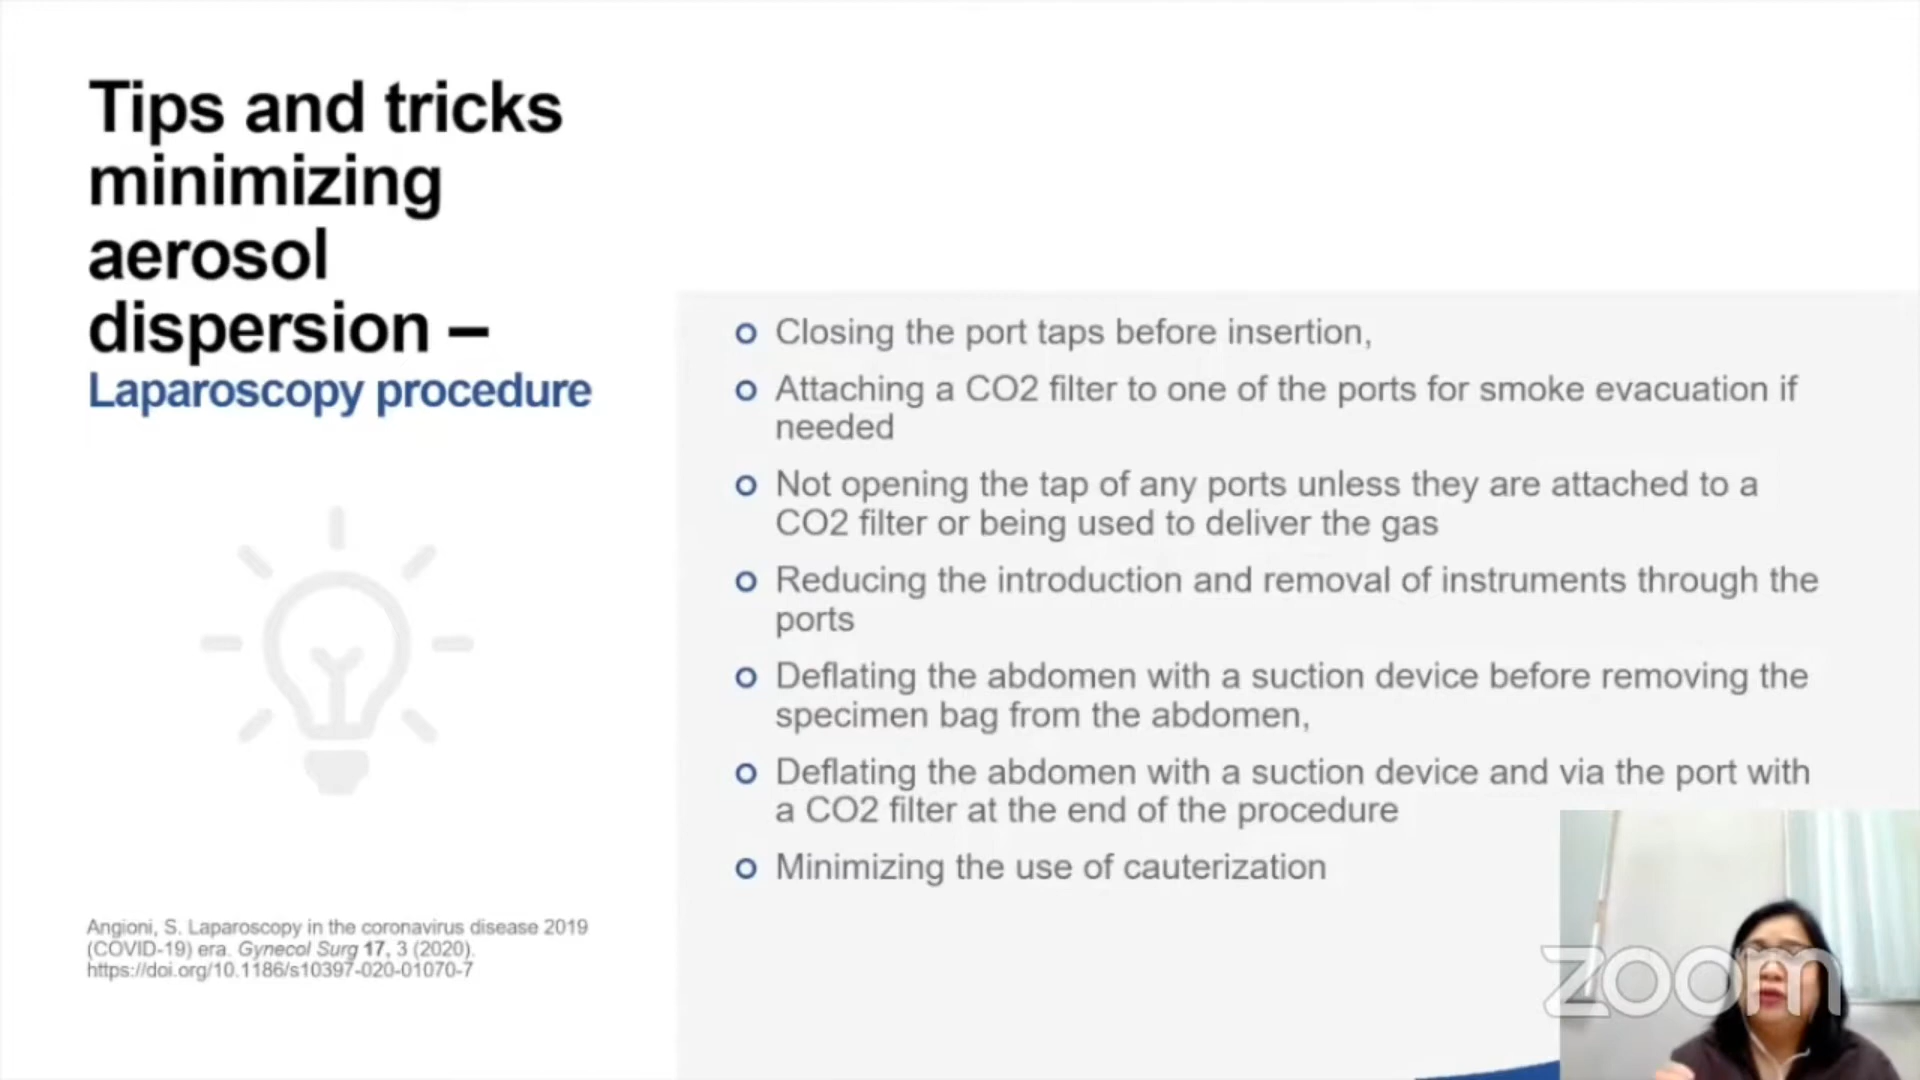 Tips and tricks
minimizing
aerosol
dispersion –
Laparoscopy procedure
Closing the port taps before insertion,
Attaching a CO2 filter to one of the ports for smoke evacuation if
needed
Not opening the tap of any ports unless they are attached to a
CO2 filter or being used to deliver the gas
Reducing the introduction and removal of instruments through the
ports
Deflating the abdomen with a suction device before removing the
specimen bag from the abdomen,
Deflating the abdomen with a suction device and via the port with
a CO2 filter at the end of the procedure
Minimizing the use of cauterization
Angioni, S. Laparoscopy in the coronavirus disease 2019
(COVID-19) era. Gynecol Surg 17, 3 (2020).
https://doi.org/10.1186/s10397-020-01070-7
zoom